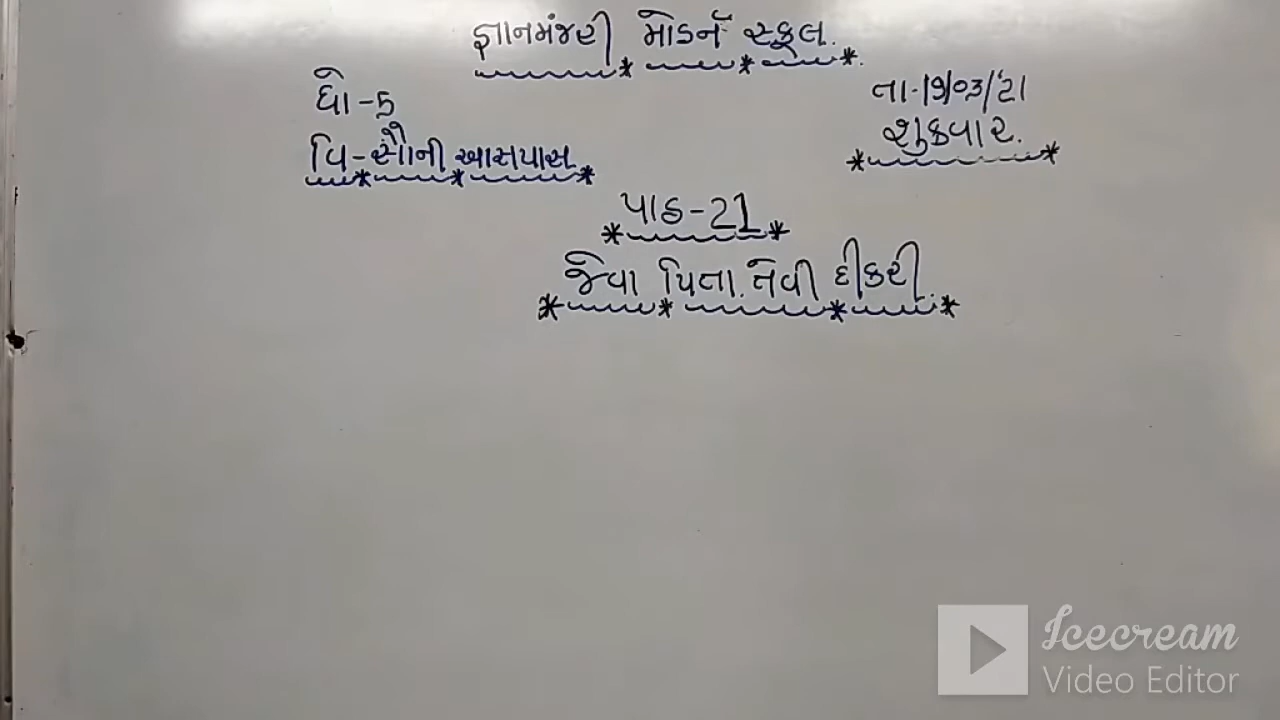 જ્ઞાનમંજરી મોડર્ન સ્કૂલ.
ધો-5
તા-19/03/'21
શુક્રવાર.
વિ-સૌની આસપાસ
પાઠ-21
જેવા પિતા તેવી દીકરી.
Icecream
Video Editor